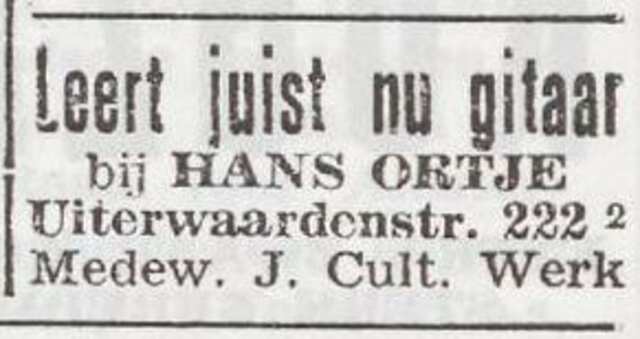 Leert juist nu gitaar
bij HANS ORTJE
Uiterwaardenstr. 222 2
Medew. J. Cult. Werk